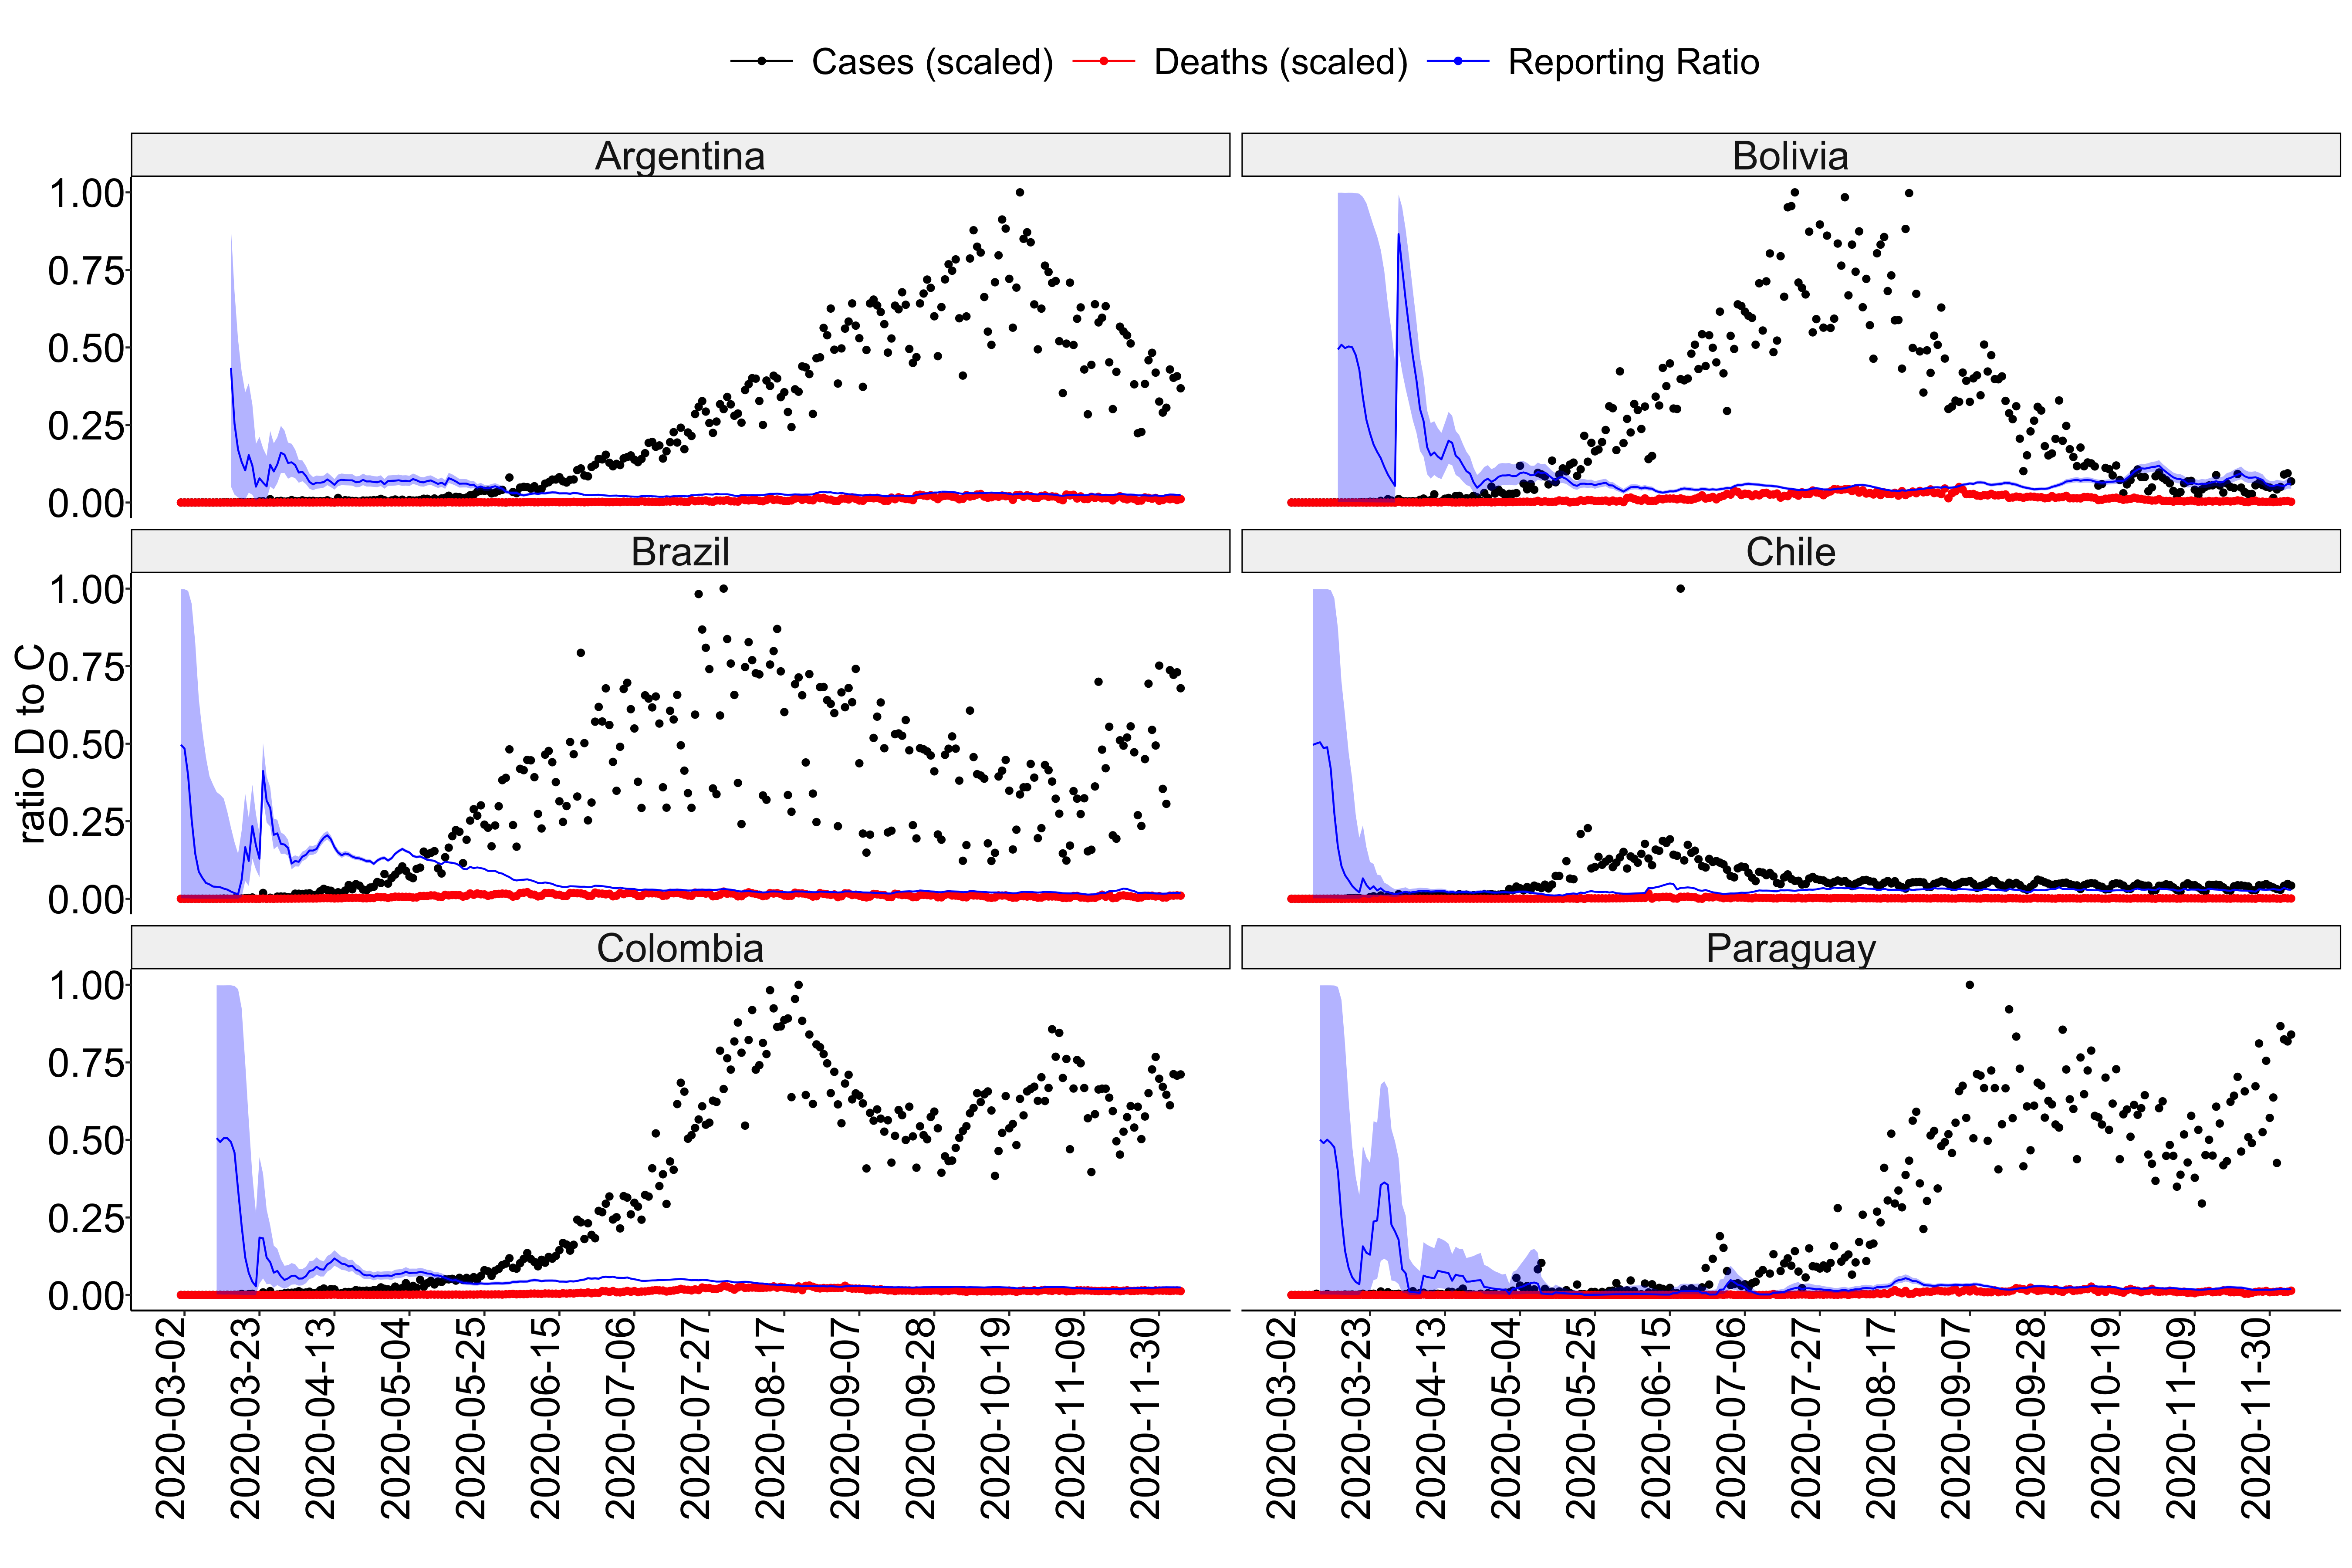 Cases (scaled) Deaths (scaled) Reporting Ratio
Argentina Bolivia
1.00
0.75
0.50
0.25
0.00
Brazil Chile
1.00
0.75
0.50
0.25
0.00
ratio D to C
Colombia Paraguay
1.00
0.75
0.50
0.25
0.00
2020-03-02 2020-03-23 2020-04-13 2020-05-04 2020-05-25 2020-06-15 2020-07-06 2020-07-27 2020-08-17 2020-09-07 2020-09-28 2020-10-19 2020-11-09 2020-11-30 2020-03-02 2020-03-23 2020-04-13 2020-05-04 2020-05-25 2020-06-15 2020-07-06 2020-07-27 2020-08-17 2020-09-07 2020-09-28 2020-10-19 2020-11-09 2020-11-30